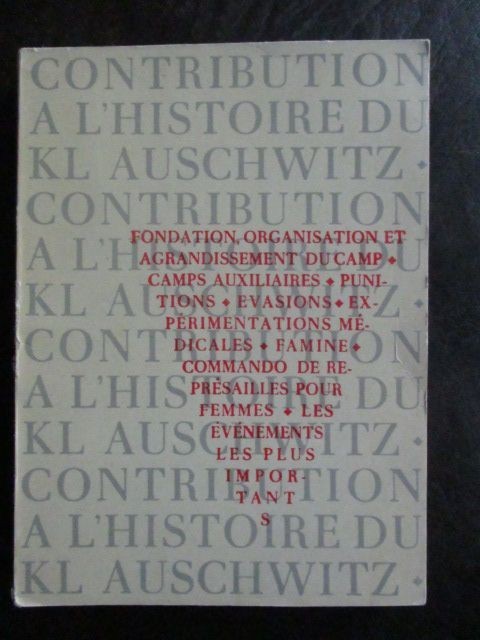 CONTRIBUTION
A L'HISTOIRE DU
KL AUSCHWITZ ◆
CONTRIBUTION
A L'HISTOIRE DU
KL AUSCHWITZ ◆
CONTRIBUTION
A L'HISTOIRE DU
KL AUSCHWITZ ◆
CONTRIBUTION
A L'HISTOIRE DU
KL AUSCHWITZ ◆
FONDATION, ORGANISATION ET
AGRANDISSEMENT DU CAMP ◆
CAMPS AUXILIAIRES ◆ PUNI-
TIONS ◆ EVASIONS ◆ EX-
PÉRIMENTATIONS MÉ-
DICALES ◆ FAMINE ◆
COMMANDO DE RE-
PRÉSAILLES POUR
FEMMES ◆ LES
ÉVÉNEMENTS
LES PLUS
IMPOR-
TANT
S